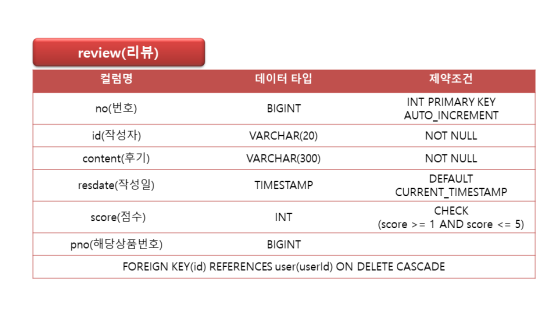 review(리뷰)
컬럼명 데이터 타입 제약조건
no(번호) BIGINT INT PRIMARY KEY
AUTO_INCREMENT
id(작성자) VARCHAR(20) NOT NULL
content(후기) VARCHAR(300) NOT NULL
resdate(작성일) TIMESTAMP DEFAULT
CURRENT_TIMESTAMP
score(점수) INT CHECK
(score >= 1 AND score <= 5)
pno(해당상품번호) BIGINT
FOREIGN KEY(id) REFERENCES user(userId) ON DELETE CASCADE